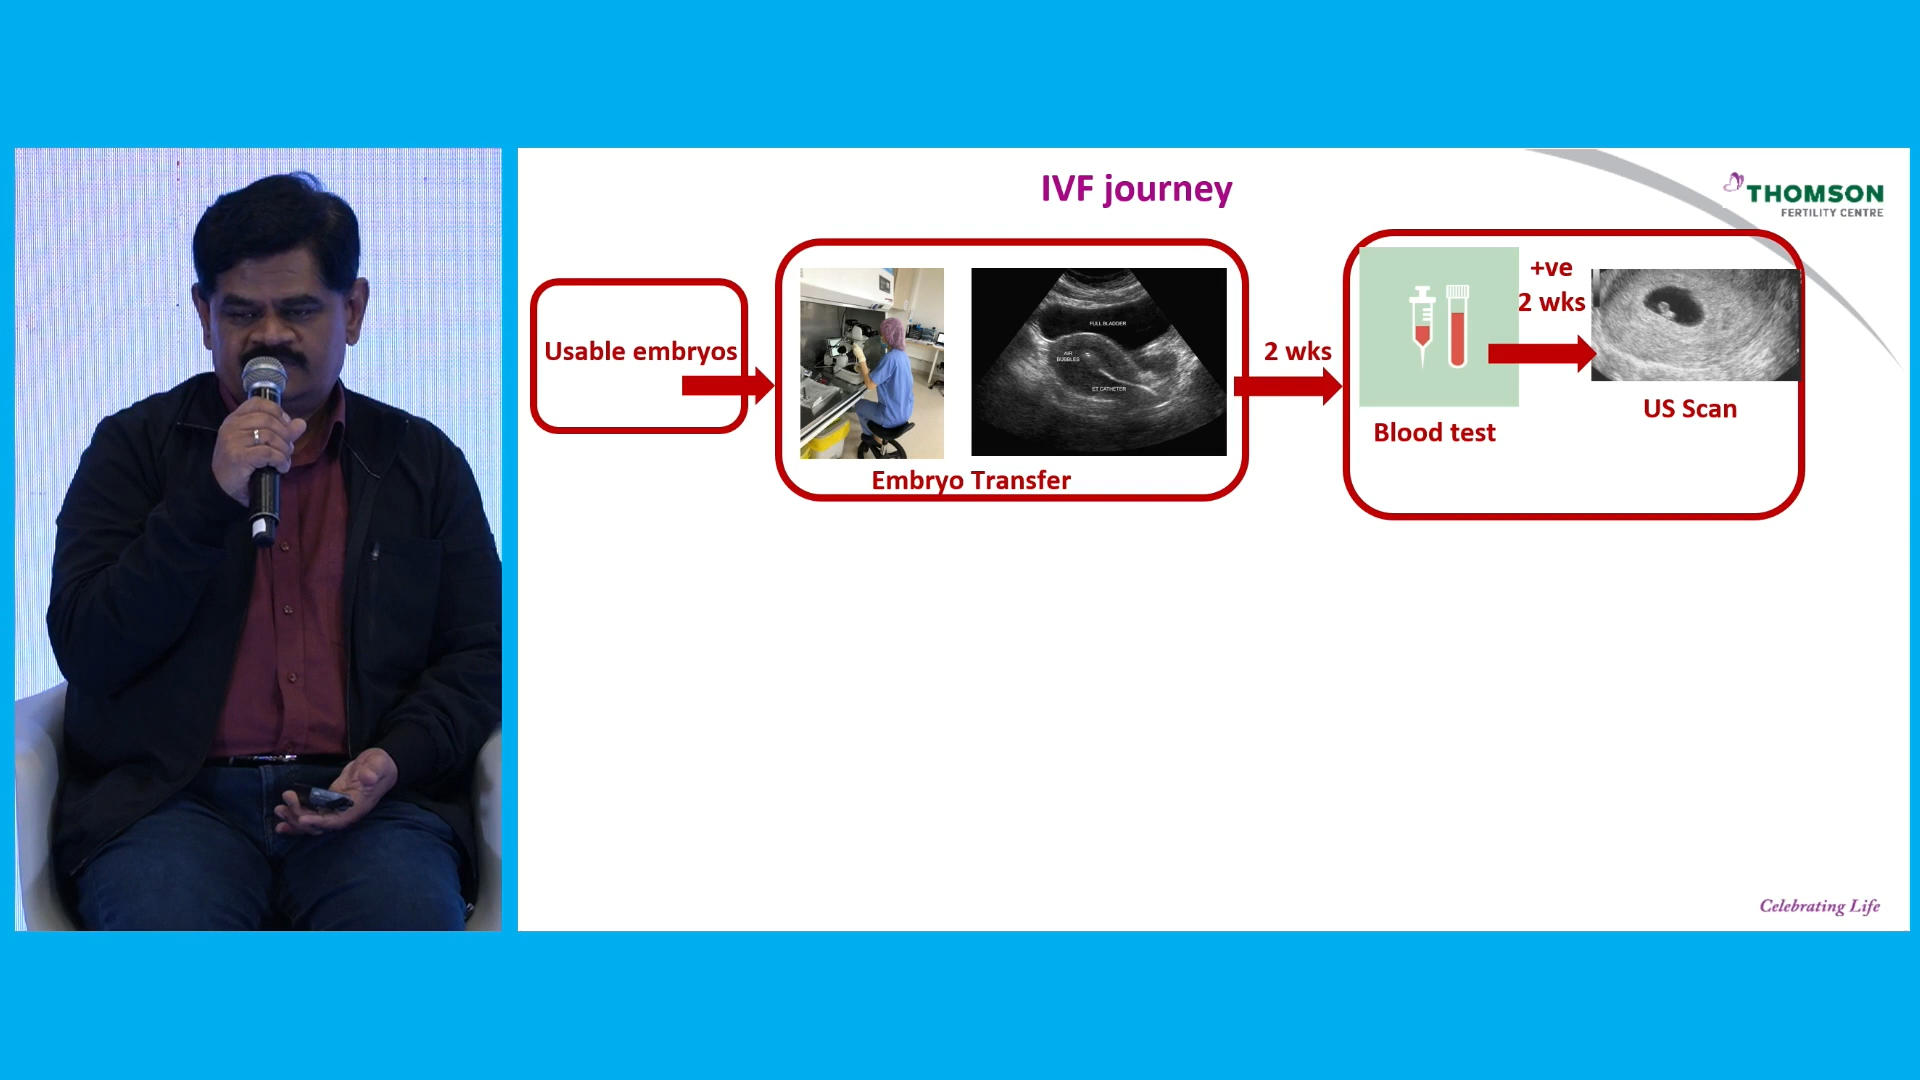 IVF journey
THOMSON
FERTILITY CENTRE
Usable embryos
FULL BLADDER
AIR
BUBBLES
ET CATHETER
Embryo Transfer
2 wks
+ve
2 wks
Blood test
US Scan
Celebrating Life